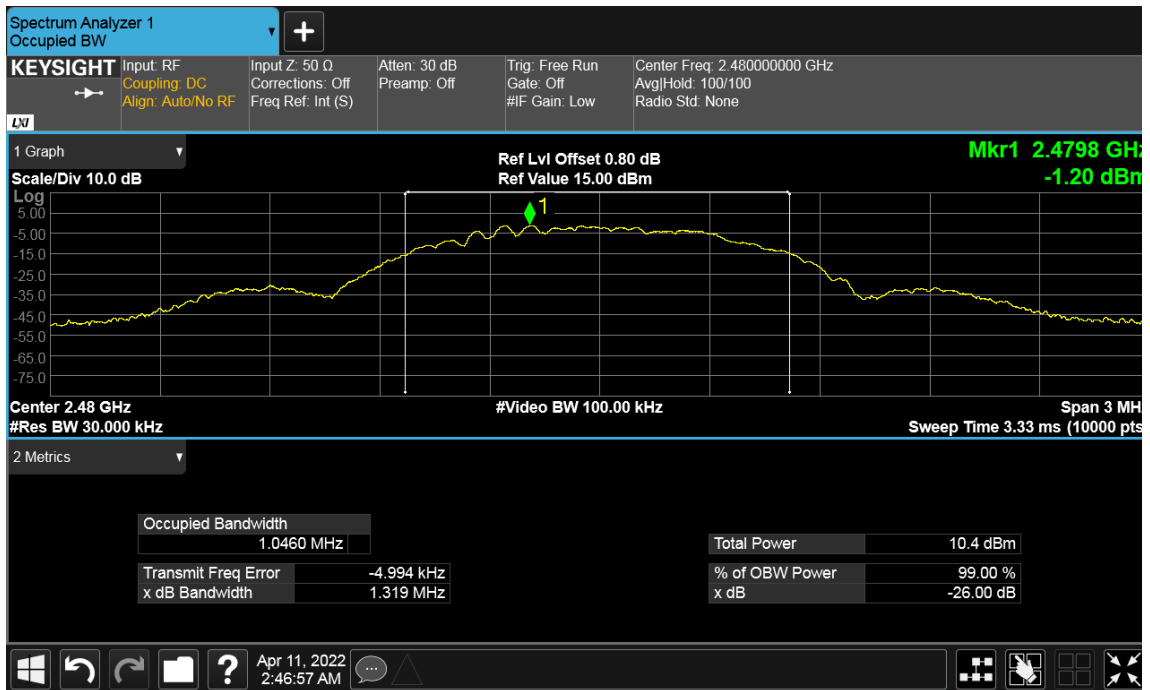 Spectrum Analyzer 1
Occupied BW
KEYSIGHT
LXI
Input: RF
Coupling: DC
Align: Auto/No RF
Input Z: 50 Ω
Corrections: Off
Freq Ref: Int (S)
Atten: 30 dB
Preamp: Off
Trig: Free Run
Gate: Off
#IF Gain: Low
Center Freq: 2.480000000 GHz
Avg|Hold: 100/100
Radio Std: None
1 Graph
Scale/Div 10.0 dB
Ref Lvl Offset 0.80 dB
Ref Value 15.00 dBm
Mkr1 2.4798 GHz
-1.20 dBm
Log
1
5.00
-5.00
-15.0
-25.0
-35.0
-45.0
-55.0
-65.0
-75.0
Center 2.48 GHz
#Video BW 100.00 kHz
Span 3 MH
#Res BW 30.000 kHz
Sweep Time 3.33 ms (10000 pts
2 Metrics
Occupied Bandwidth
1.0460 MHz
Transmit Freq Error -4.994 kHz
x dB Bandwidth 1.319 MHz
Total Power 10.4 dBm
% of OBW Power 99.00 %
x dB -26.00 dB
?
Apr 11, 2022
2:46:57 AM